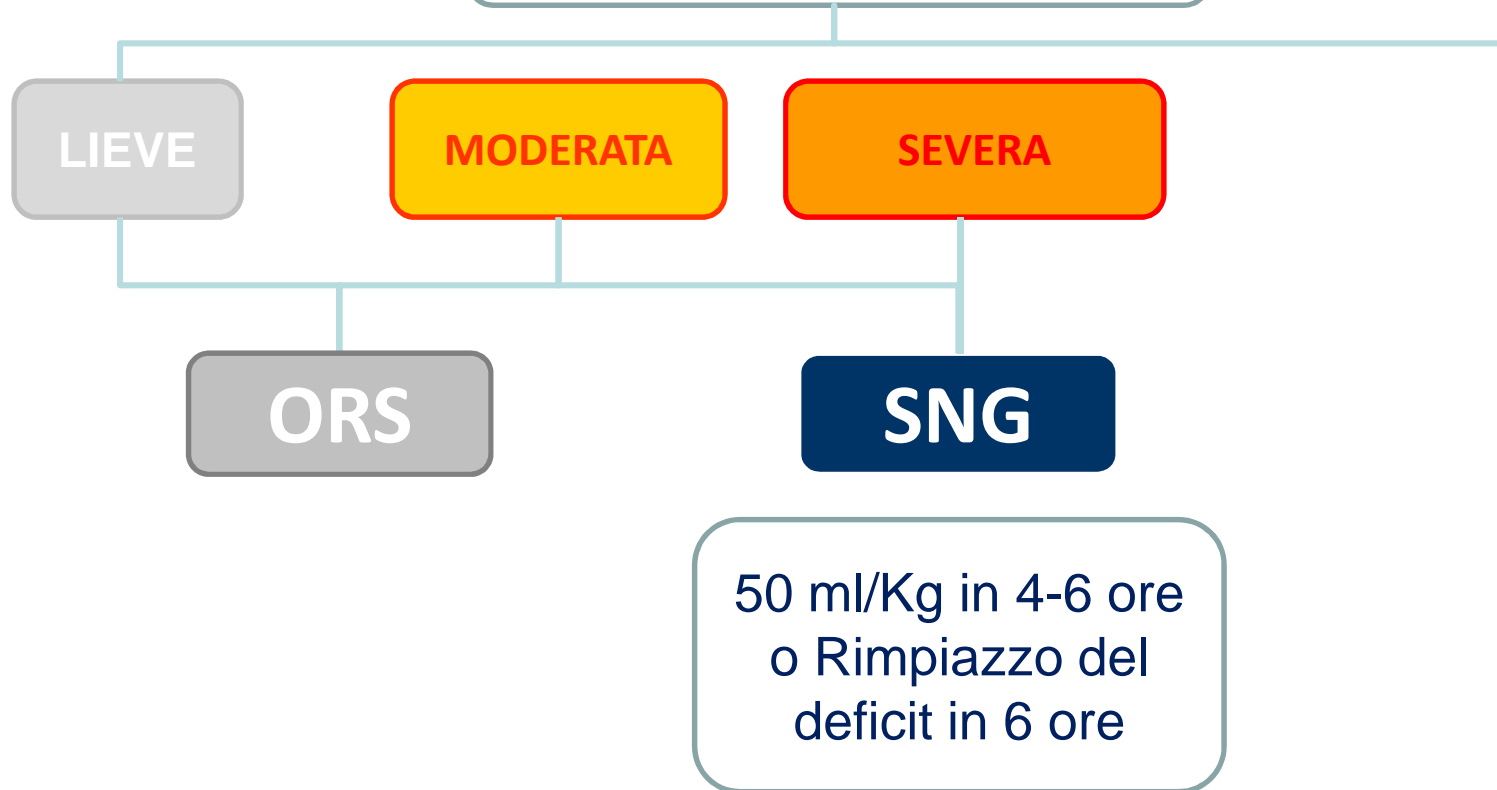 LIEVE
MODERATA
SEVERA
ORS
SNG
50 ml/Kg in 4-6 ore
o Rimpiazzo del
deficit in 6 ore